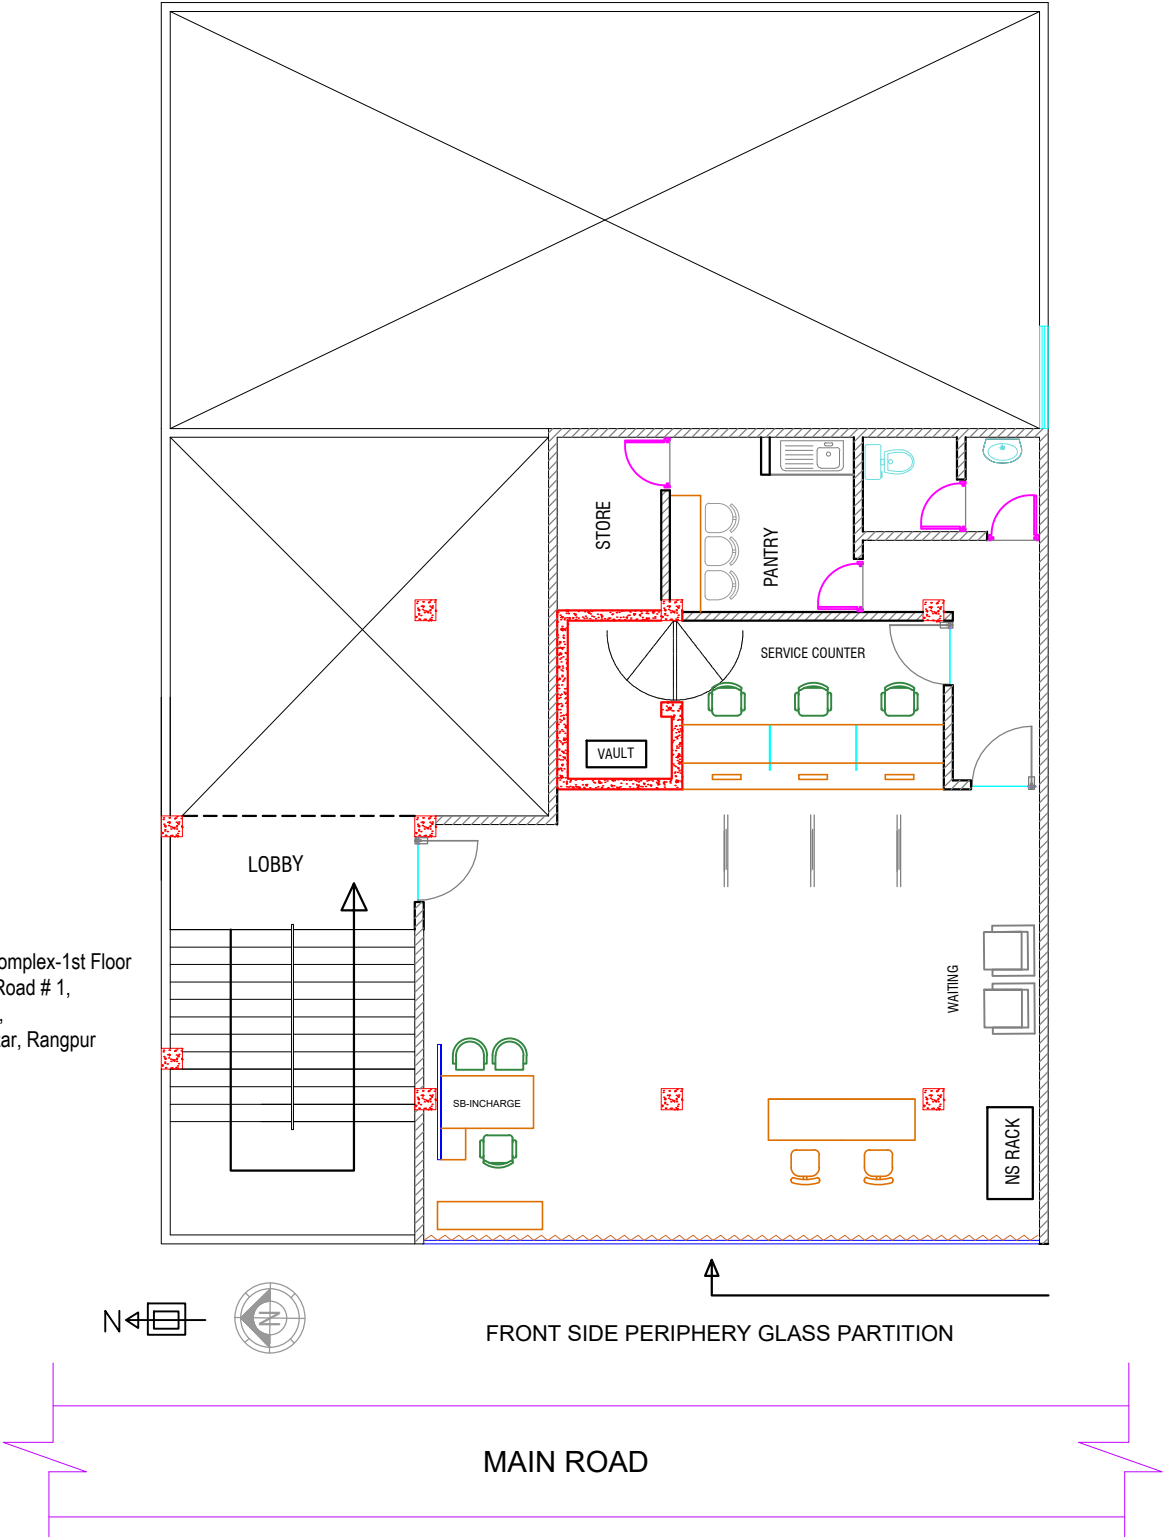 STORE
PANTRY
SERVICE COUNTER
VAULT
LOBBY
omplex-1st Floor
Road # 1,
,
ar, Rangpur
WAITING
SB-INCHARGE
NS RACK
N
N
FRONT SIDE PERIPHERY GLASS PARTITION
MAIN ROAD